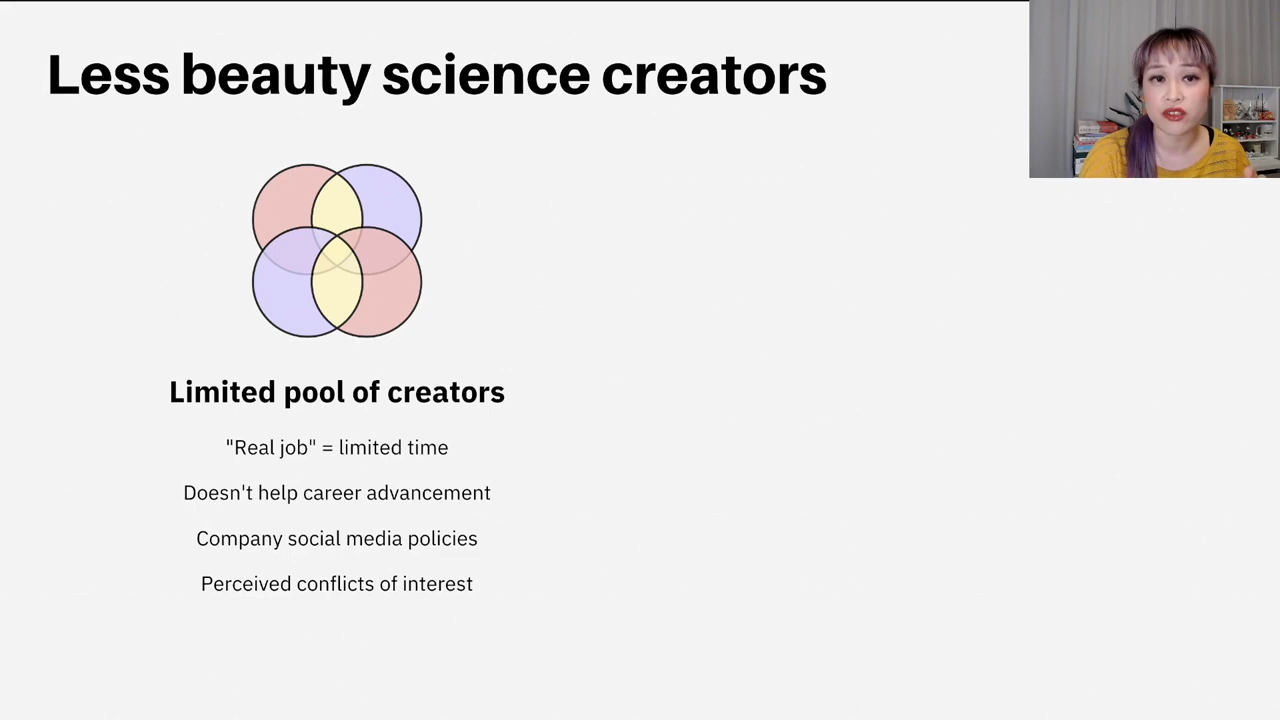 Less beauty science creators
Limited pool of creators
"Real job" = limited time
Doesn't help career advancement
Company social media policies
Perceived conflicts of interest